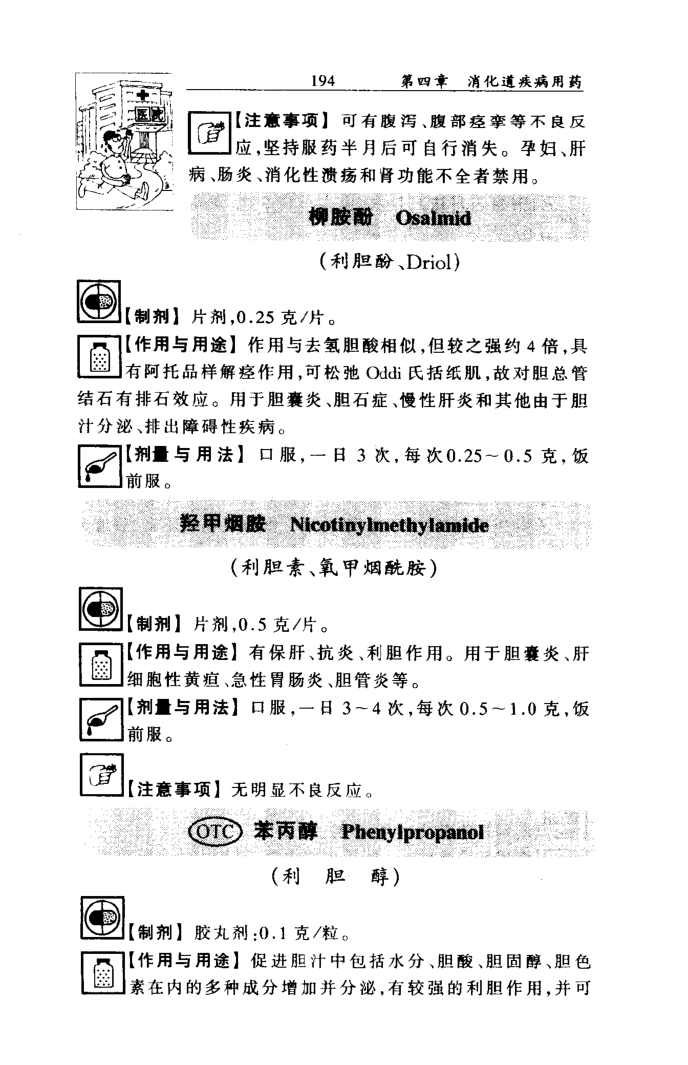 194 第四章 消化道疾病用药
医院
【注意事项】可有腹泻、腹部痉挛等不良反
应,坚持服药半月后可自行消失。孕妇、肝
病、肠炎、消化性溃疡和肾功能不全者禁用。
柳胺酚 Osalmid
(利胆酚、Driol)
【制剂】片剂,0.25 克/片。
【作用与用途】作用与去氢胆酸相似,但较之强约 4 倍,具
有阿托品样解痉作用,可松弛 Oddi 氏括纸肌,故对胆总管
结石有排石效应。用于胆囊炎、胆石症、慢性肝炎和其他由于胆
汁分泌、排出障碍性疾病。
【剂量与用法】口服,一日 3 次,每次0.25~0.5 克,饭
前服。
羟甲烟胺 Nicotinylmethylamide
(利胆素、氧甲烟酰胺)
【制剂】片剂,0.5 克/片。
【作用与用途】有保肝、抗炎、利胆作用。用于胆囊炎、肝
细胞性黄疸、急性胃肠炎、胆管炎等。
【剂量与用法】口服,一日 3~4 次,每次 0.5~1.0 克,饭
前服。
【注意事项】无明显不良反应。
OTC 苯丙醇 Phenylpropanol
(利 胆 醇)
【制剂】胶丸剂:0.1 克/粒。
【作用与用途】促进胆汁中包括水分、胆酸、胆固醇、胆色
素在内的多种成分增加并分泌,有较强的利胆作用,并可